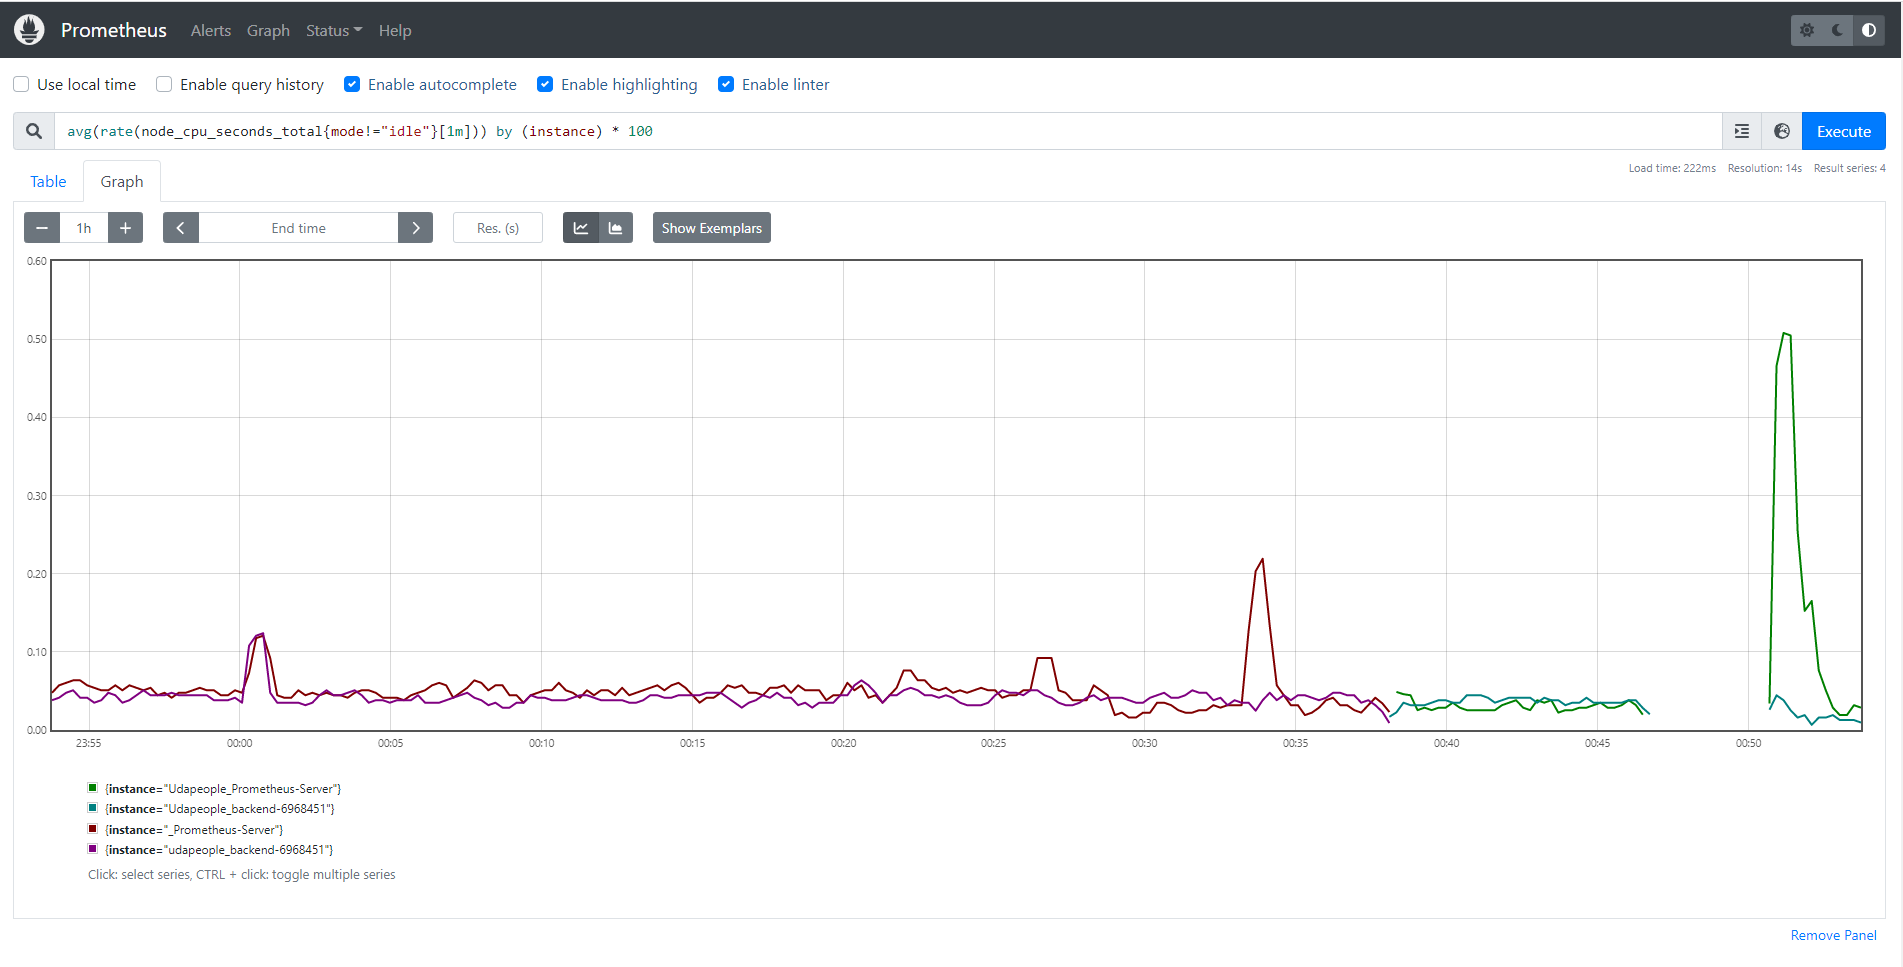 Prometheus Alerts Graph Status Help
Use local time Enable query history Enable autocomplete Enable highlighting Enable linter
avg(rate(node_cpu_seconds_total{mode!="idle"}[1m])) by (instance) * 100 Execute
Load time: 222ms Resolution: 14s Result series: 4
Table Graph
1h End time Res. (s) Show Exemplars
0.60
0.50
0.40
0.30
0.20
0.10
0.00
23:55 00:00 00:05 00:10 00:15 00:20 00:25 00:30 00:35 00:40 00:45 00:50
{instance="Udapeople_Prometheus-Server"}
{instance="Udapeople_backend-6968451"}
{instance="_Prometheus-Server"}
{instance="udapeople_backend-6968451"}
Click: select series, CTRL + click: toggle multiple series
Remove Panel